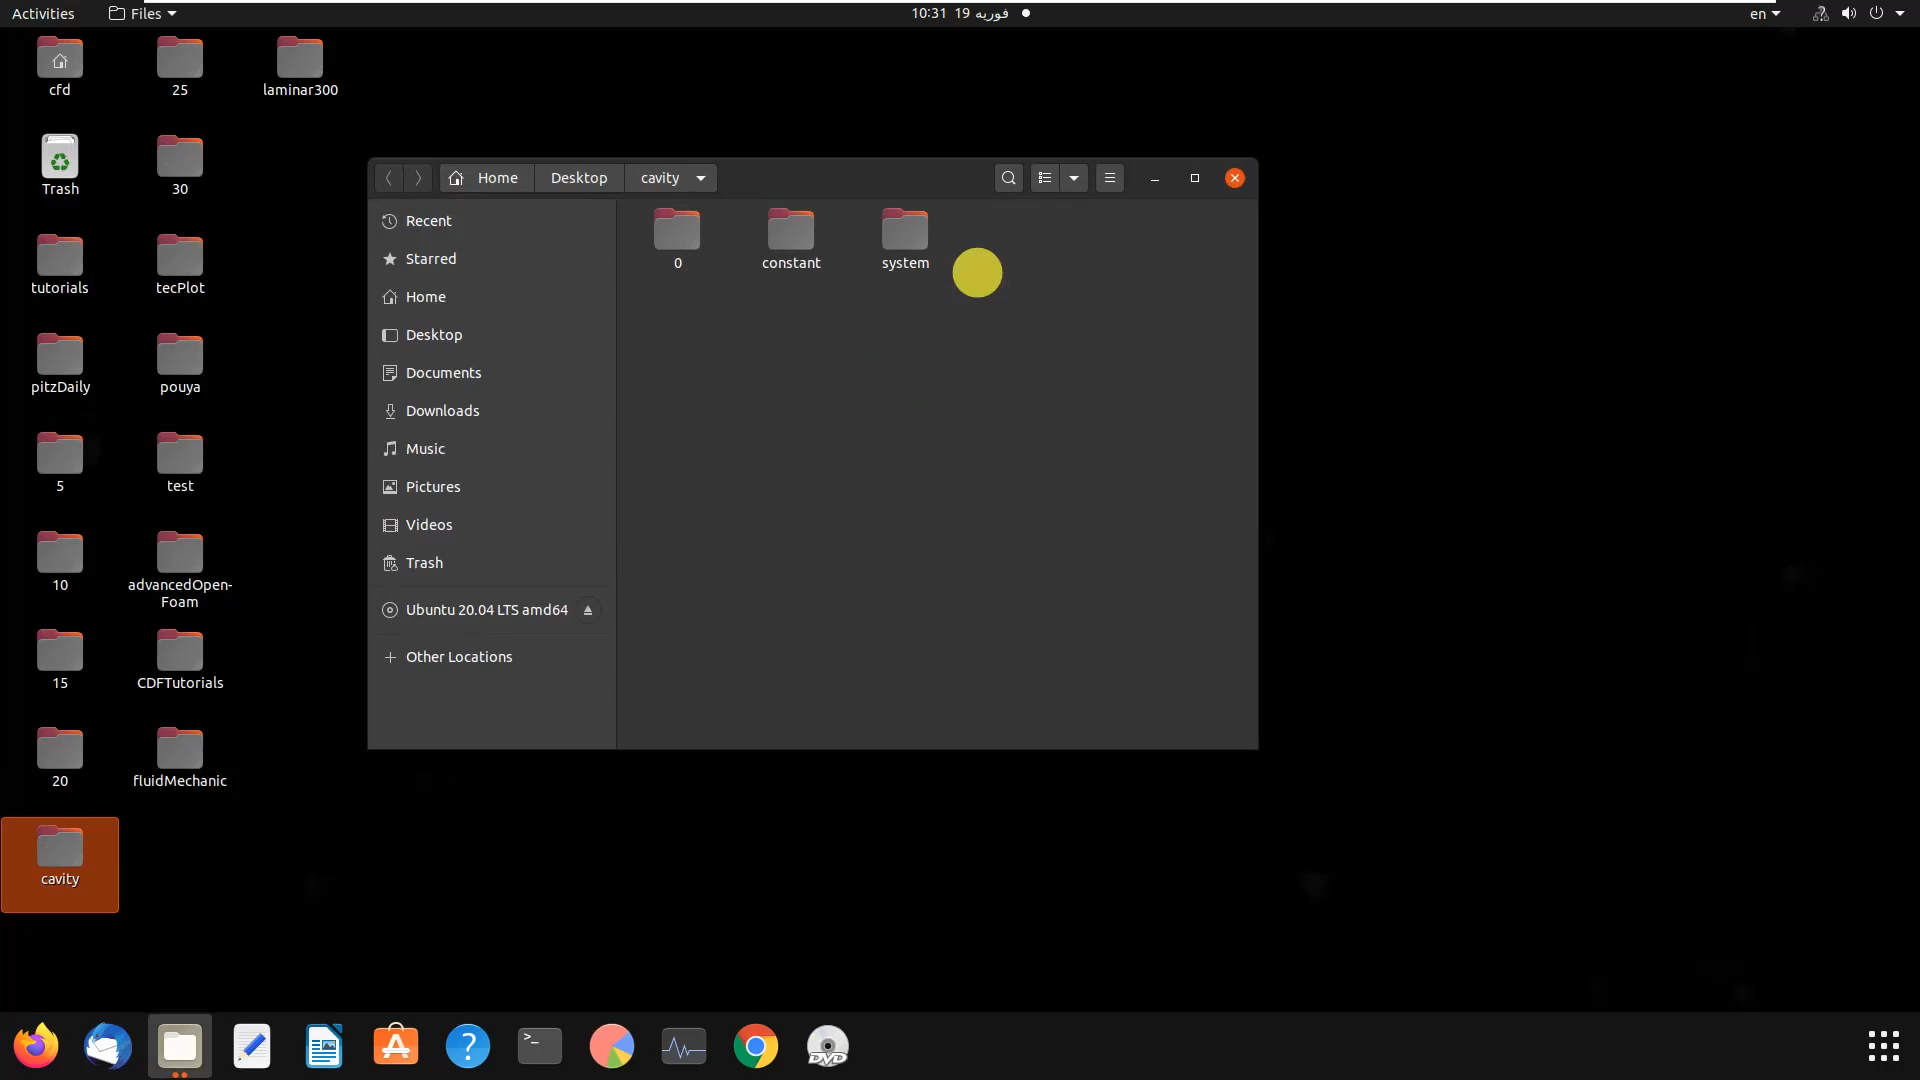 Activities
Files
10:31 19 فوریه
en
cfd
25
laminar300
Trash
30
tutorials
tecPlot
pitzDaily
pouya
5
test
10
advancedOpen-
Foam
15
CDFTutorials
20
fluidMechanic
cavity
Home
Desktop
cavity
Recent
Starred
Home
Desktop
Documents
Downloads
Music
Pictures
Videos
Trash
Ubuntu 20.04 LTS amd64
Other Locations
0
constant
system
?
>_
DVD